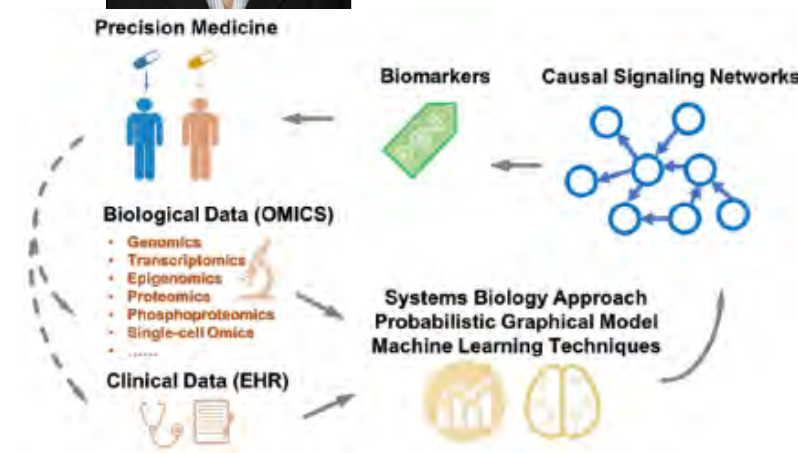 Precision Medicine
Biomarkers
Causal Signaling Networks
Biological Data (OMICS)
• Genomics
• Transcriptomics
• Epigenomics
• Proteomics
• Phosphoproteomics
• Single-cell Omics
• ......
Systems Biology Approach
Probabilistic Graphical Model
Machine Learning Techniques
Clinical Data (EHR)